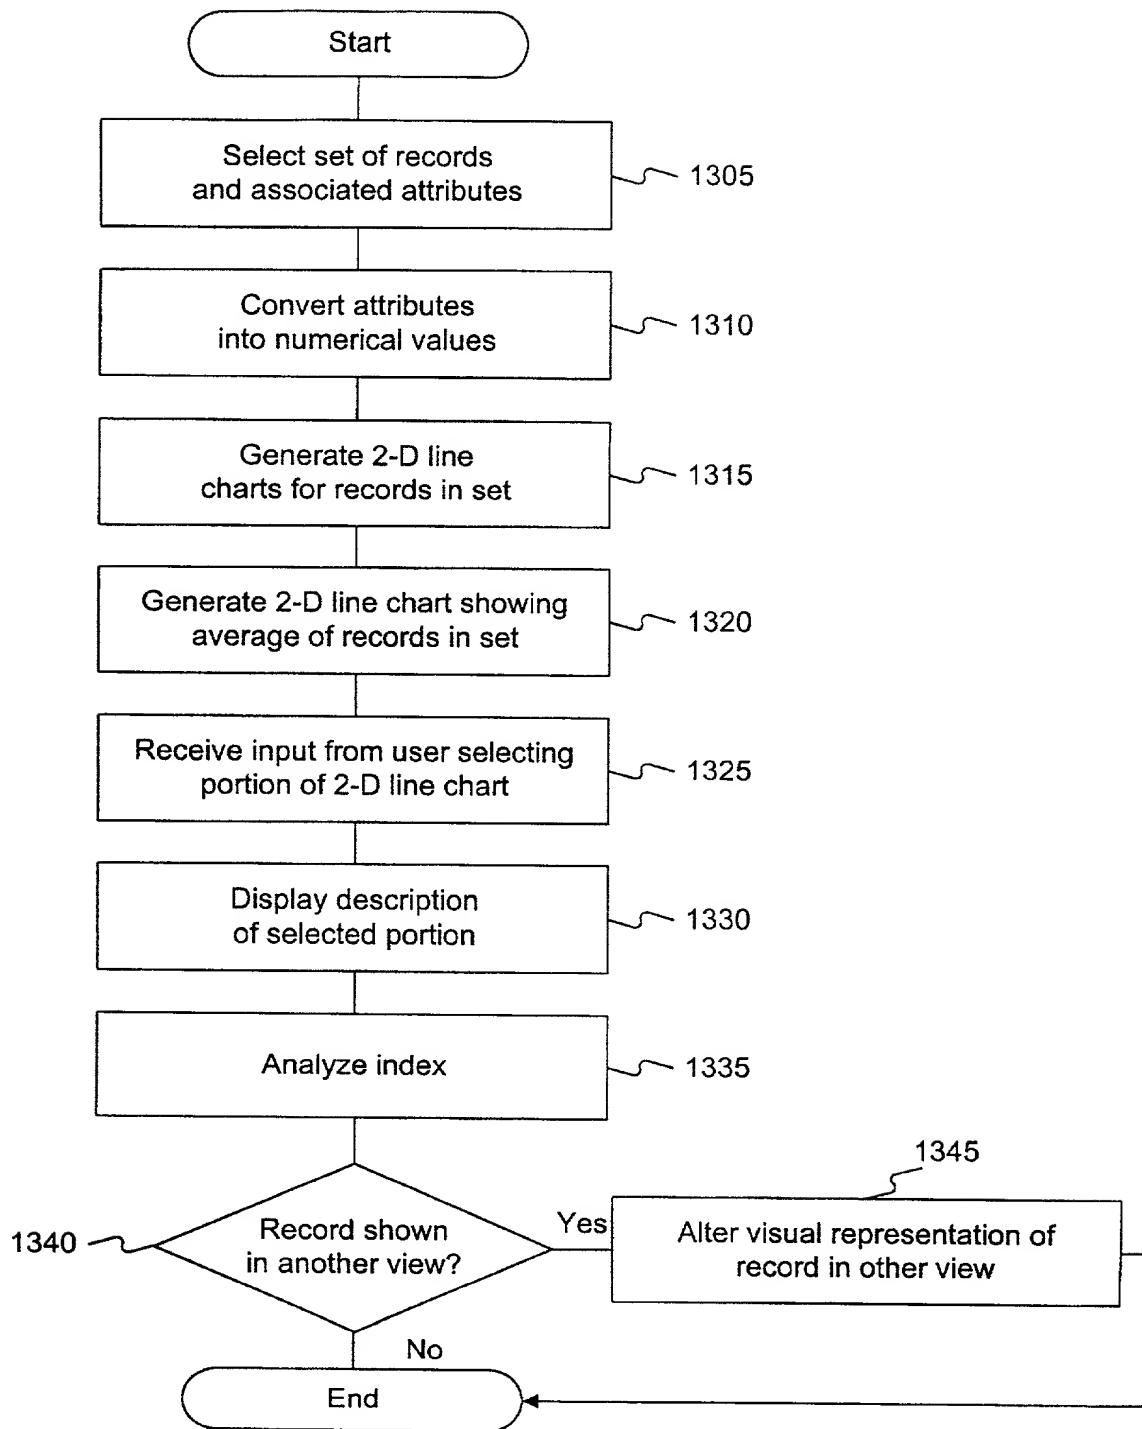 Start
Select set of records
and associated attributes
1305
Convert attributes
into numerical values
1310
Generate 2-D line
charts for records in set
1315
Generate 2-D line chart showing
average of records in set
1320
Receive input from user selecting
portion of 2-D line chart
1325
Display description
of selected portion
1330
Analyze index
1335
1340
Record shown
in another view?
Yes
1345
Alter visual representation of
record in other view
No
End